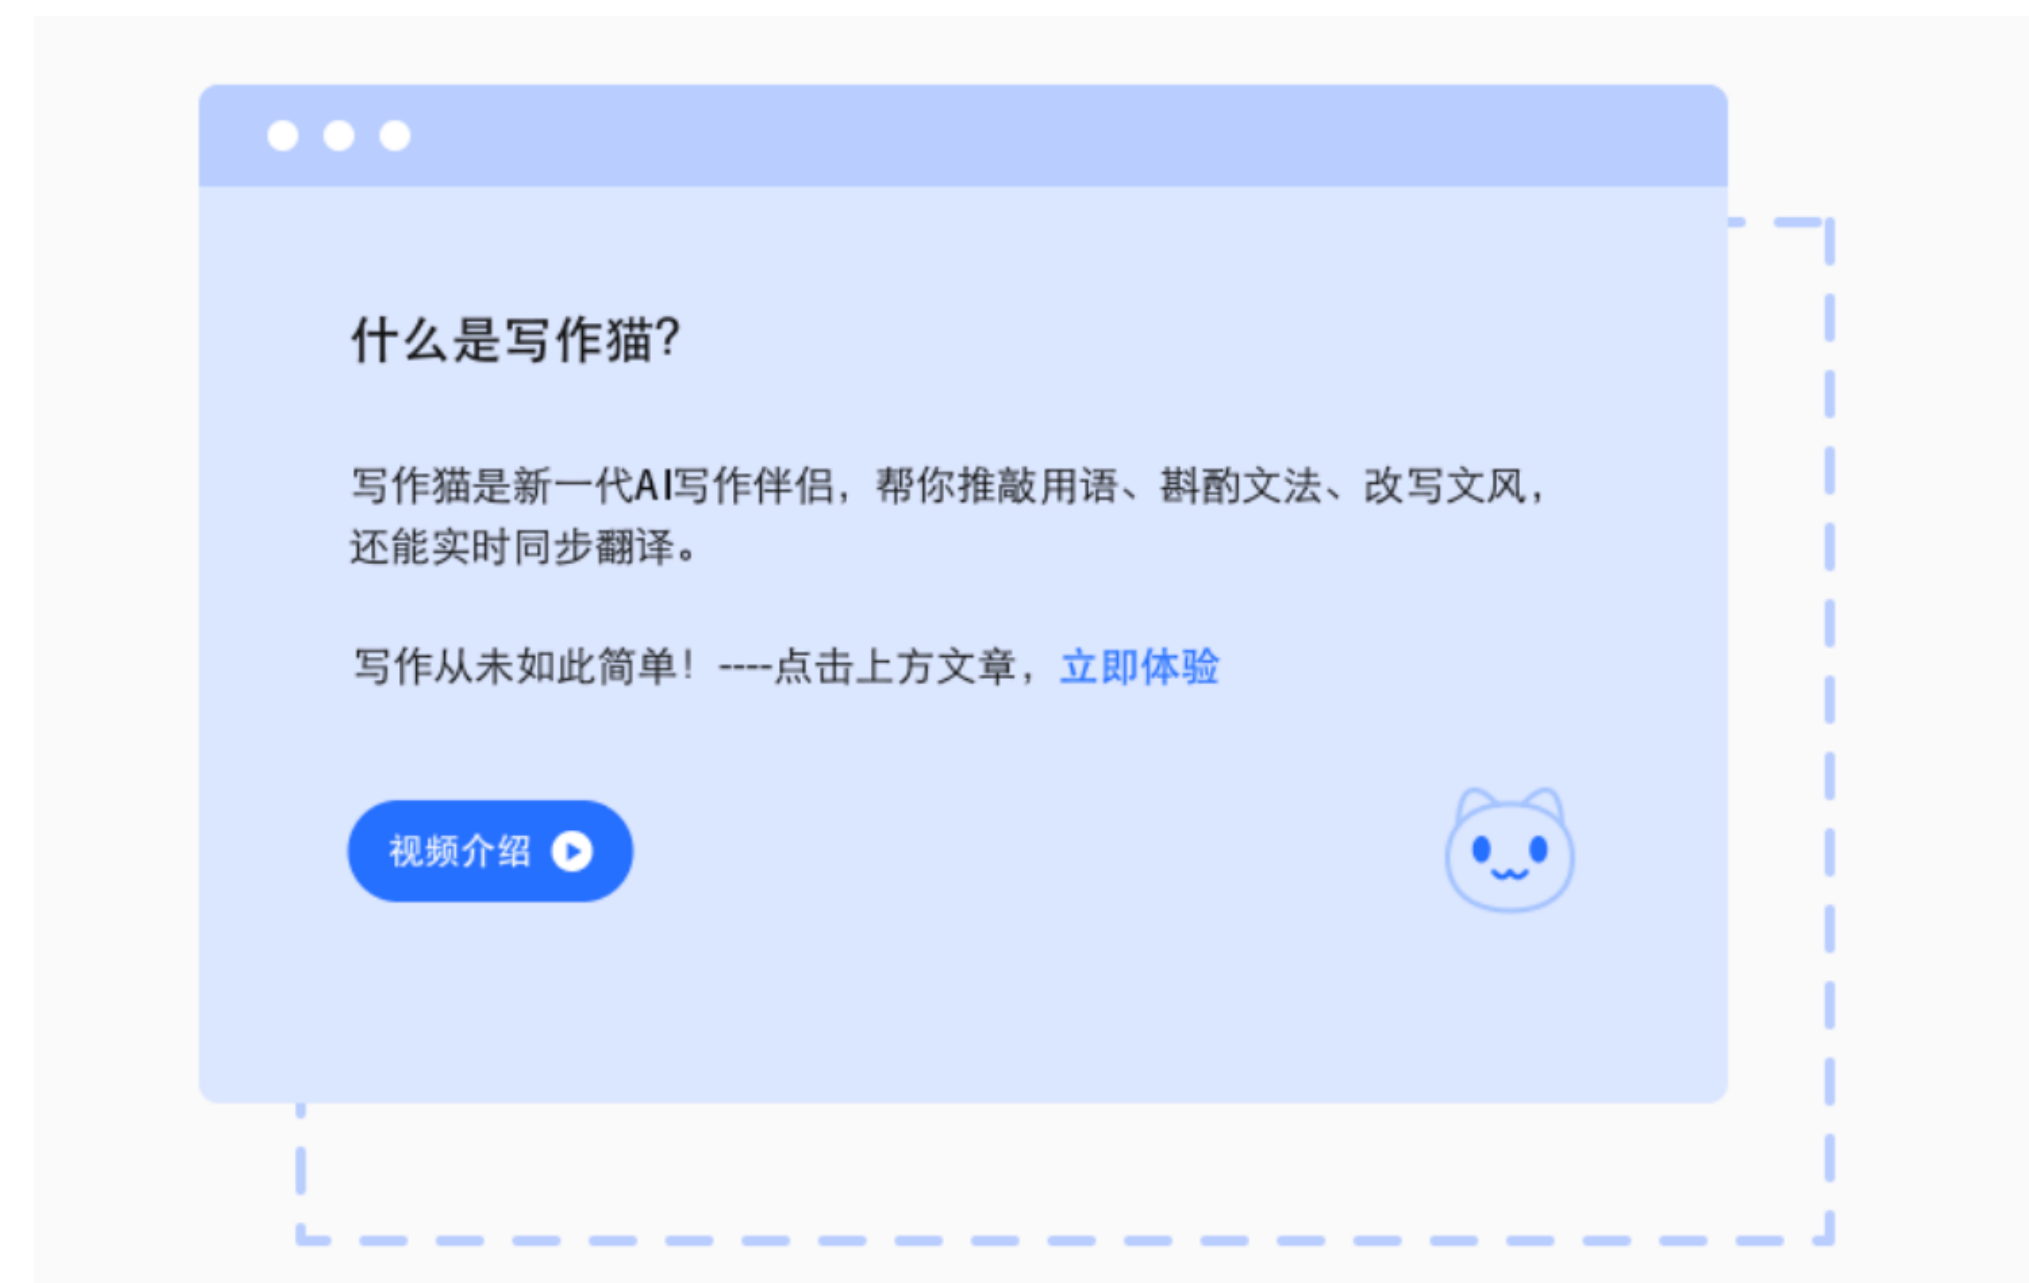 什么是写作猫?
写作猫是新一代AI写作伴侣，帮你推敲用语、斟酌文法、改写文风，
还能实时同步翻译。
写作从未如此简单！----点击上方文章，立即体验
视频介绍